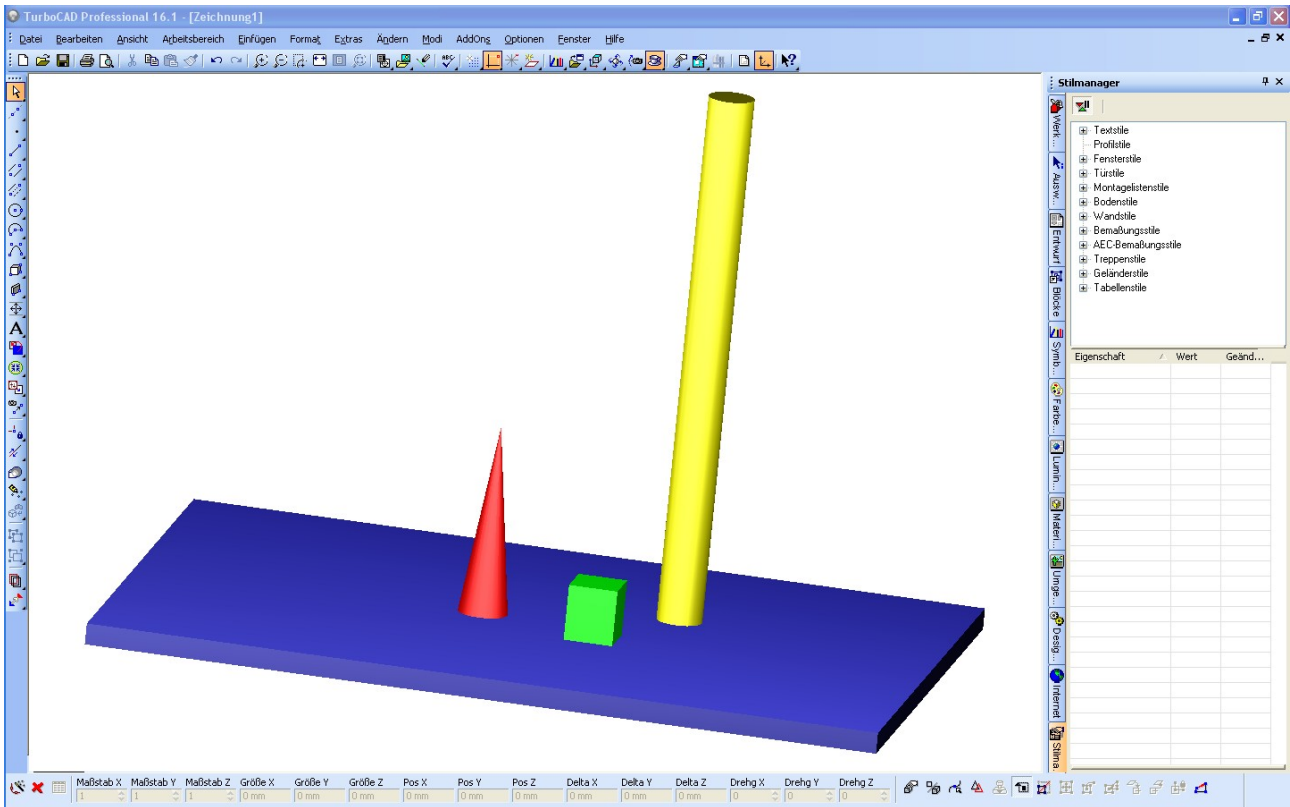 TurboCAD Professional 16.1 - [Zeichnung1]
Datei Bearbeiten Ansicht Arbeitsbereich Einfügen Format Extras Ändern Modi AddOns Optionen Fenster Hilfe
Stilmanager
Textstile
Profilstile
Fensterstile
Türstile
Montagelistenstile
Bodenstile
Wandstile
Bemaßungsstile
AEC-Bemaßungsstile
Treppenstile
Geländerstile
Tabellenstile
Eigenschaft Wert Geänd...
Werk...
Ausw...
Entwurf
Blöcke
Symb...
Farbe...
Lumin...
Materi...
Umge...
Desig...
Internet
Stilma
A
Maßstab X Maßstab Y Maßstab Z Größe X Größe Y Größe Z Pos X Pos Y Pos Z Delta X Delta Y Delta Z Drehg X Drehg Y Drehg Z
1 1 1 0 mm 0 mm 0 mm 0 mm 0 mm 0 mm 0 mm 0 mm 0 mm 0 0 0